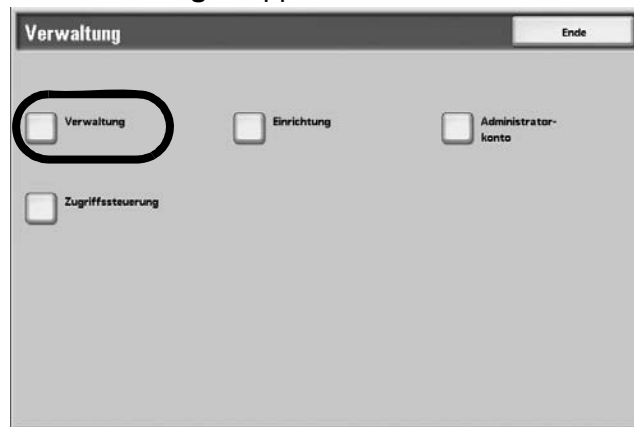 Verwaltung
Ende
Verwaltung
Einrichtung
Administrator-
konto
Zugriffssteuerung